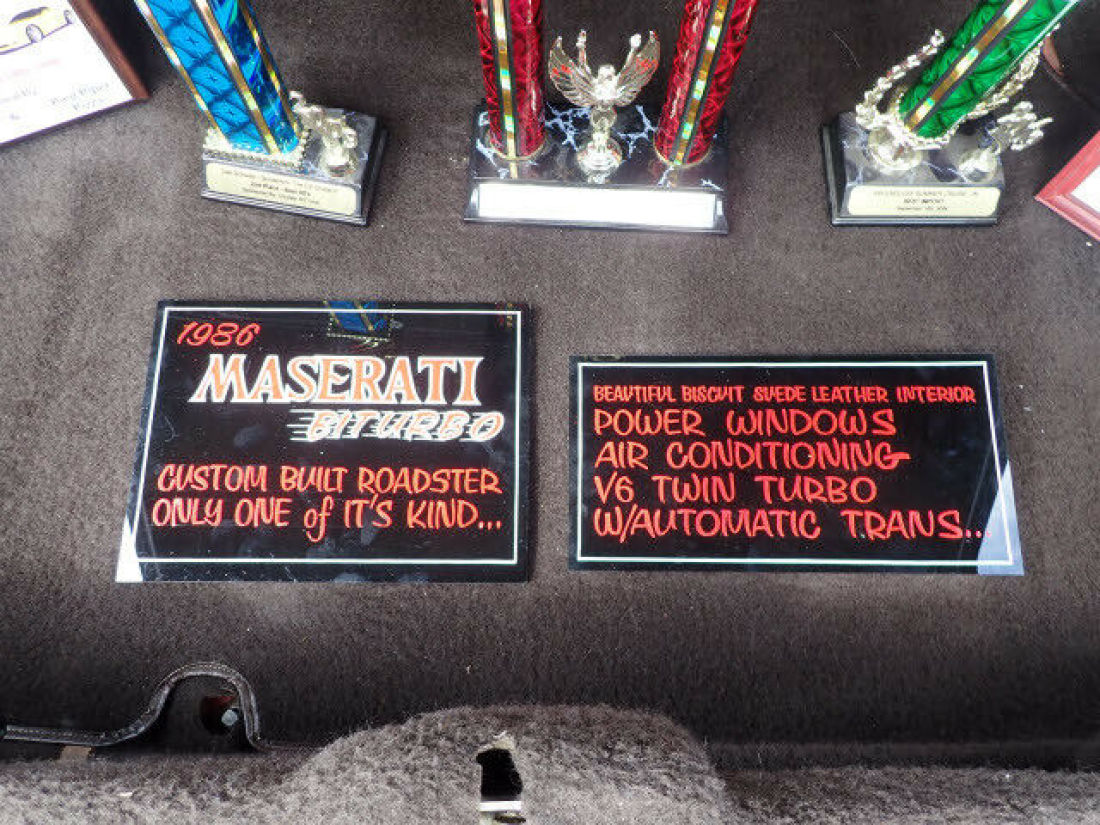 1986
MASERATI
BITURBO
CUSTOM BUILT ROADSTER
ONLY ONE of IT'S KIND...
BEAUTIFUL BISCUIT SUEDE LEATHER INTERIOR
POWER WINDOWS
AIR CONDITIONING
V6 TWIN TURBO
W/AUTOMATIC TRANS...